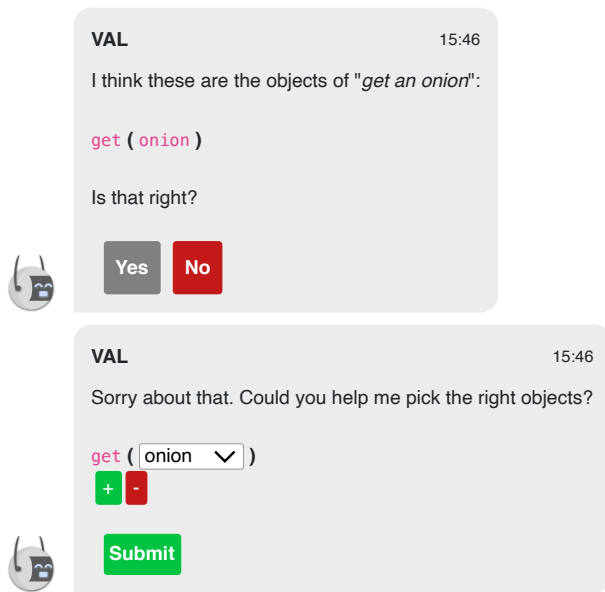 VAL 15:46
I think these are the objects of "get an onion":
get ( onion )
Is that right?
Yes No
VAL 15:46
Sorry about that. Could you help me pick the right objects?
get ( onion )
+ -
Submit